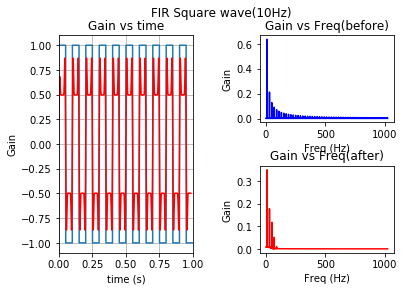 FIR Square wave(10Hz)
Gain vs time
1.00
0.75
0.50
0.25
0.00
−0.25
−0.50
−0.75
−1.00
Gain
0.00 0.25 0.50 0.75 1.00
time (s)
Gain vs Freq(before)
0.6
0.4
0.2
0.0
Gain
0 500 1000
Freq (Hz)
Gain vs Freq(after)
0.3
0.2
0.1
0.0
Gain
0 500 1000
Freq (Hz)